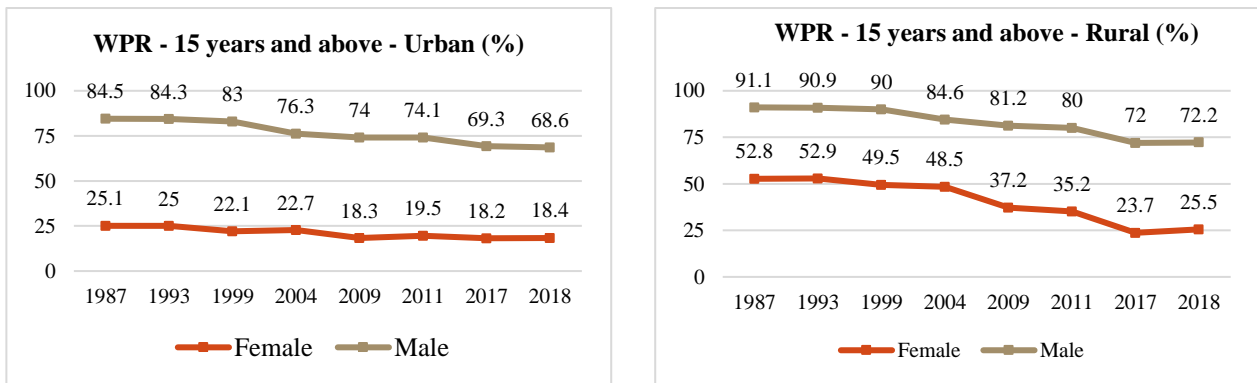 WPR - 15 years and above - Urban (%)
84.5 84.3 83 76.3 74 74.1 69.3 68.6
25.1 25 22.1 22.7 18.3 19.5 18.2 18.4
100
75
50
25
0
1987 1993 1999 2004 2009 2011 2017 2018
Female Male
WPR - 15 years and above - Rural (%)
91.1 90.9 90 84.6 81.2 80 72 72.2
52.8 52.9 49.5 48.5 37.2 35.2 23.7 25.5
100
75
50
25
0
1987 1993 1999 2004 2009 2011 2017 2018
Female Male